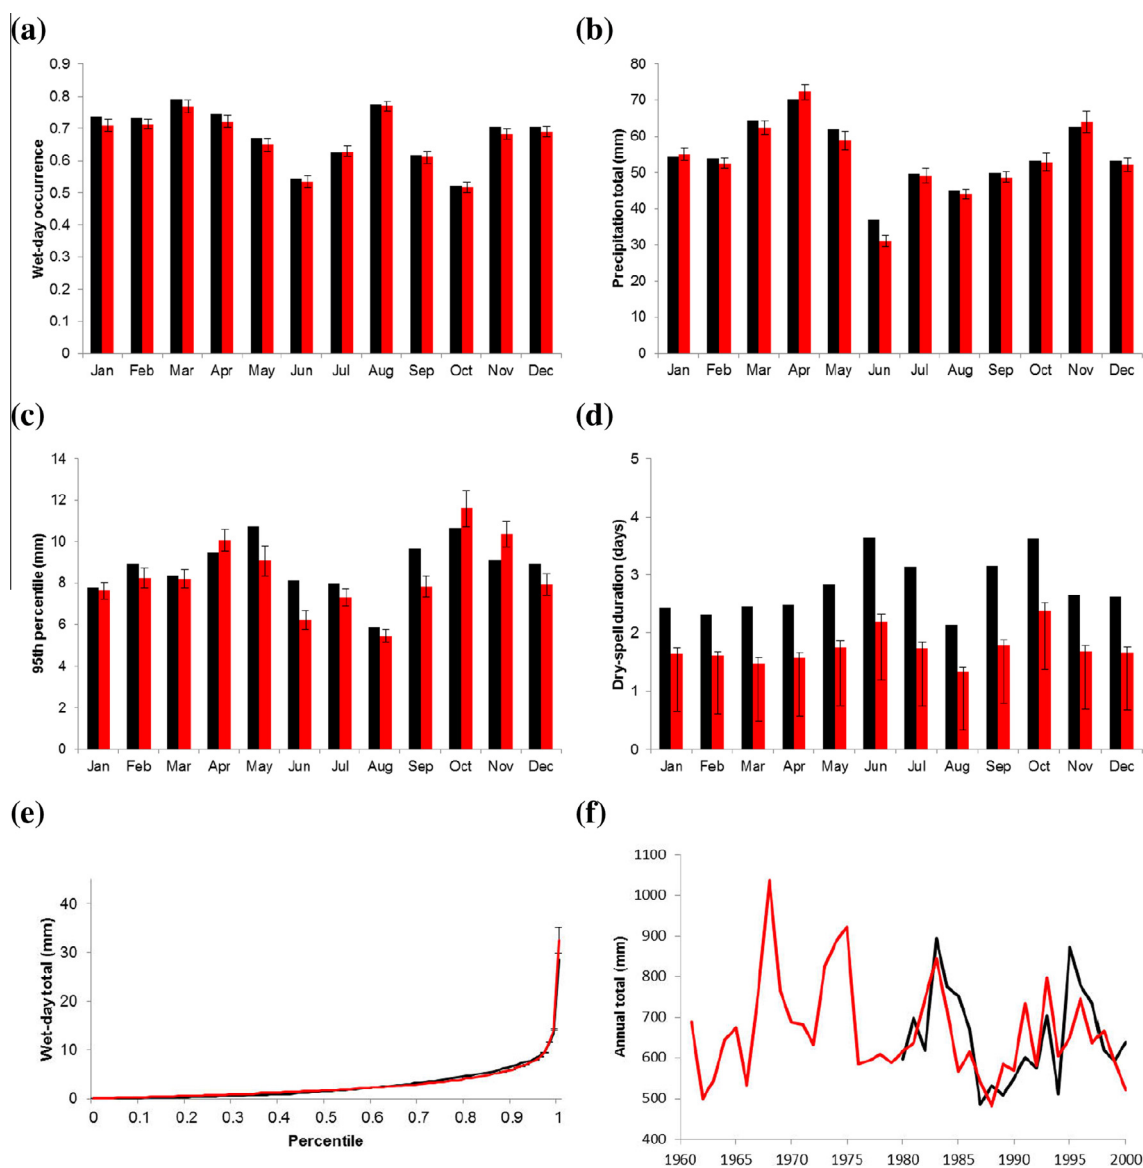 (a)
Wet-day occurrence
0.9
0.8
0.7
0.6
0.5
0.4
0.3
0.2
0.1
0
Jan Feb Mar Apr May Jun Jul Aug Sep Oct Nov Dec
(b)
Precipitation total (mm)
80
70
60
50
40
30
20
10
0
Jan Feb Mar Apr May Jun Jul Aug Sep Oct Nov Dec
(c)
95th percentile (mm)
14
12
10
8
6
4
2
0
Jan Feb Mar Apr May Jun Jul Aug Sep Oct Nov Dec
(d)
Dry-spell duration (days)
5
4
3
2
1
0
Jan Feb Mar Apr May Jun Jul Aug Sep Oct Nov Dec
(e)
Wet-day total (mm)
40
30
20
10
0
0 0.1 0.2 0.3 0.4 0.5 0.6 0.7 0.8 0.9 1
Percentile
(f)
Annual total (mm)
1100
1000
900
800
700
600
500
400
1960 1965 1970 1975 1980 1985 1990 1995 2000